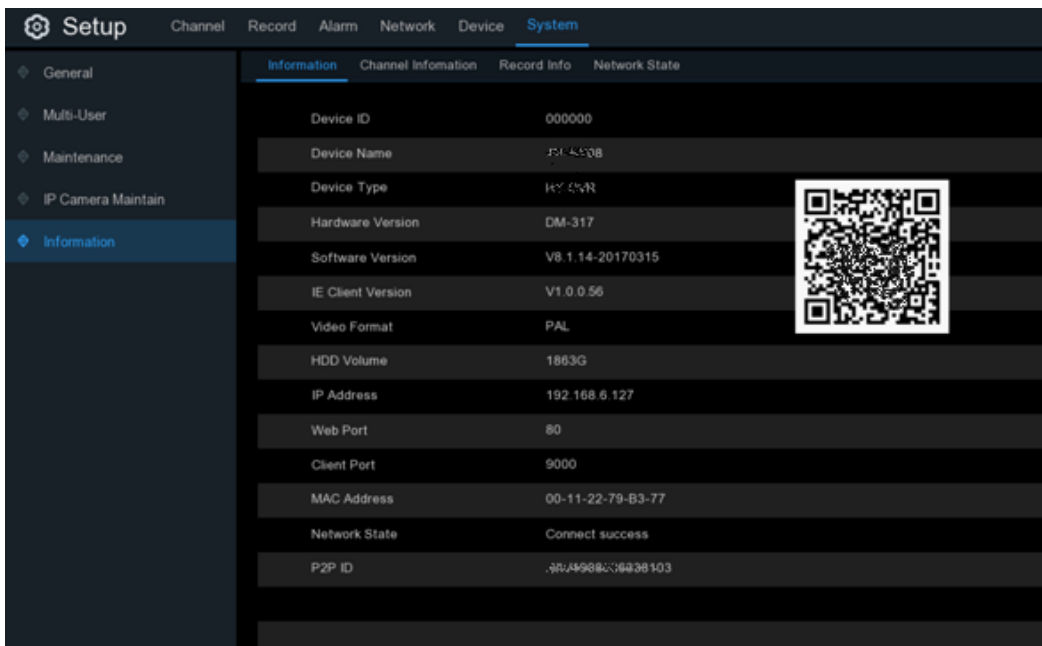 Setup Channel Record Alarm Network Device System
General
Multi-User
Maintenance
IP Camera Maintain
Information
Information Channel Infomation Record Info Network State
Device ID 000000
Device Name
Device Type
Hardware Version DM-317
Software Version V8.1.14-20170315
IE Client Version V1.0.0.56
Video Format PAL
HDD Volume 1863G
IP Address 192.168.6.127
Web Port 80
Client Port 9000
MAC Address 00-11-22-79-B3-77
Network State Connect success
P2P ID